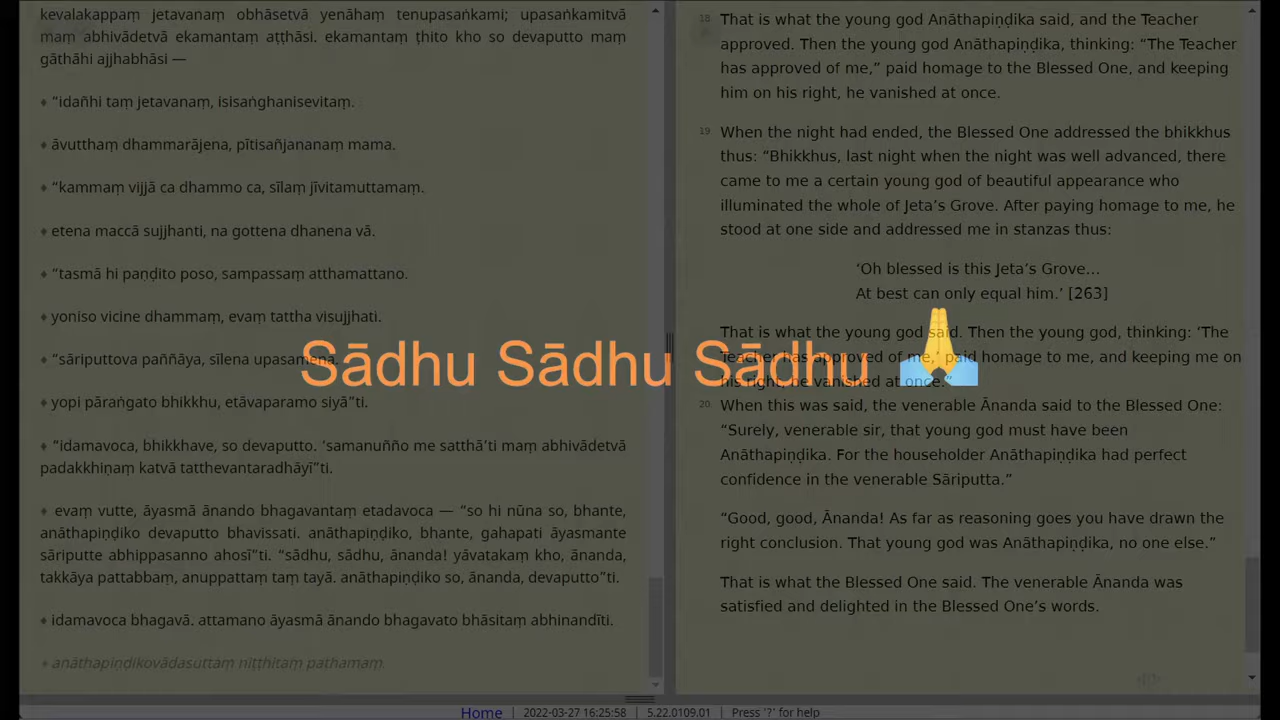 kevalakappaṃ jetavanaṃ obhāsetvā yenāhaṃ tenupasaṅkami; upasaṅkamitvā
maṃ abhivādetvā ekamantaṃ aṭṭhāsi. ekamantaṃ ṭhito kho so devaputto maṃ
gāthāhi ajjhabhāsi —
♦ “idañhi taṃ jetavanaṃ, isisaṅghanisevitaṃ.
♦ āvutthaṃ dhammarājena, pītisañjananaṃ mama.
♦ “kammaṃ vijjā ca dhammo ca, sīlaṃ jīvitamuttamaṃ.
♦ etena maccā sujjhanti, na gottena dhanena vā.
♦ “tasmā hi paṇḍito poso, sampassaṃ atthamattano.
♦ yoniso vicine dhammaṃ, evaṃ tattha visujjhati.
♦ “sāriputtova paññāya, sīlena upasamena.
♦ yopi pāraṅgato bhikkhu, etāvaparamo siyā”ti.
♦ “idamavoca, bhikkhave, so devaputto. ‘samanuñño me satthā’ti maṃ abhivādetvā
padakkhiṇaṃ katvā tatthevantaradhāyī”ti.
♦ evaṃ vutte, āyasmā ānando bhagavantaṃ etadavoca — “so hi nūna so, bhante,
anāthapiṇḍiko devaputto bhavissati. anāthapiṇḍiko, bhante, gahapati āyasmante
sāriputte abhippasanno ahosī”ti. “sādhu, sādhu, ānanda! yāvatakaṃ kho, ānanda,
takkāya pattabbaṃ, anuppattaṃ taṃ tayā. anāthapiṇḍiko so, ānanda, devaputto”ti.
♦ idamavoca bhagavā. attamano āyasmā ānando bhagavato bhāsitaṃ abhinandīti.
♦ anāthapiṇḍikovādasuttaṃ niṭṭhitaṃ paṭhamaṃ.
18 That is what the young god Anāthapiṇḍika said, and the Teacher
approved. Then the young god Anāthapiṇḍika, thinking: “The Teacher
has approved of me,” paid homage to the Blessed One, and keeping
him on his right, he vanished at once.
19 When the night had ended, the Blessed One addressed the bhikkhus
thus: “Bhikkhus, last night when the night was well advanced, there
came to me a certain young god of beautiful appearance who
illuminated the whole of Jeta’s Grove. After paying homage to me, he
stood at one side and addressed me in stanzas thus:
‘Oh blessed is this Jeta’s Grove…
At best can only equal him.’ [263]
That is what the young god said. Then the young god, thinking: ‘The
Teacher has approved of me,’ paid homage to me, and keeping me on
his right, he vanished at once.”
20 When this was said, the venerable Ānanda said to the Blessed One:
“Surely, venerable sir, that young god must have been
Anāthapiṇḍika. For the householder Anāthapiṇḍika had perfect
confidence in the venerable Sāriputta.”
“Good, good, Ānanda! As far as reasoning goes you have drawn the
right conclusion. That young god was Anāthapiṇḍika, no one else.”
That is what the Blessed One said. The venerable Ānanda was
satisfied and delighted in the Blessed One’s words.
Sādhu Sādhu Sādhu 🙏
Home | 2022-03-27 16:25:58 | 5.22.0109.01 | Press '?' for help